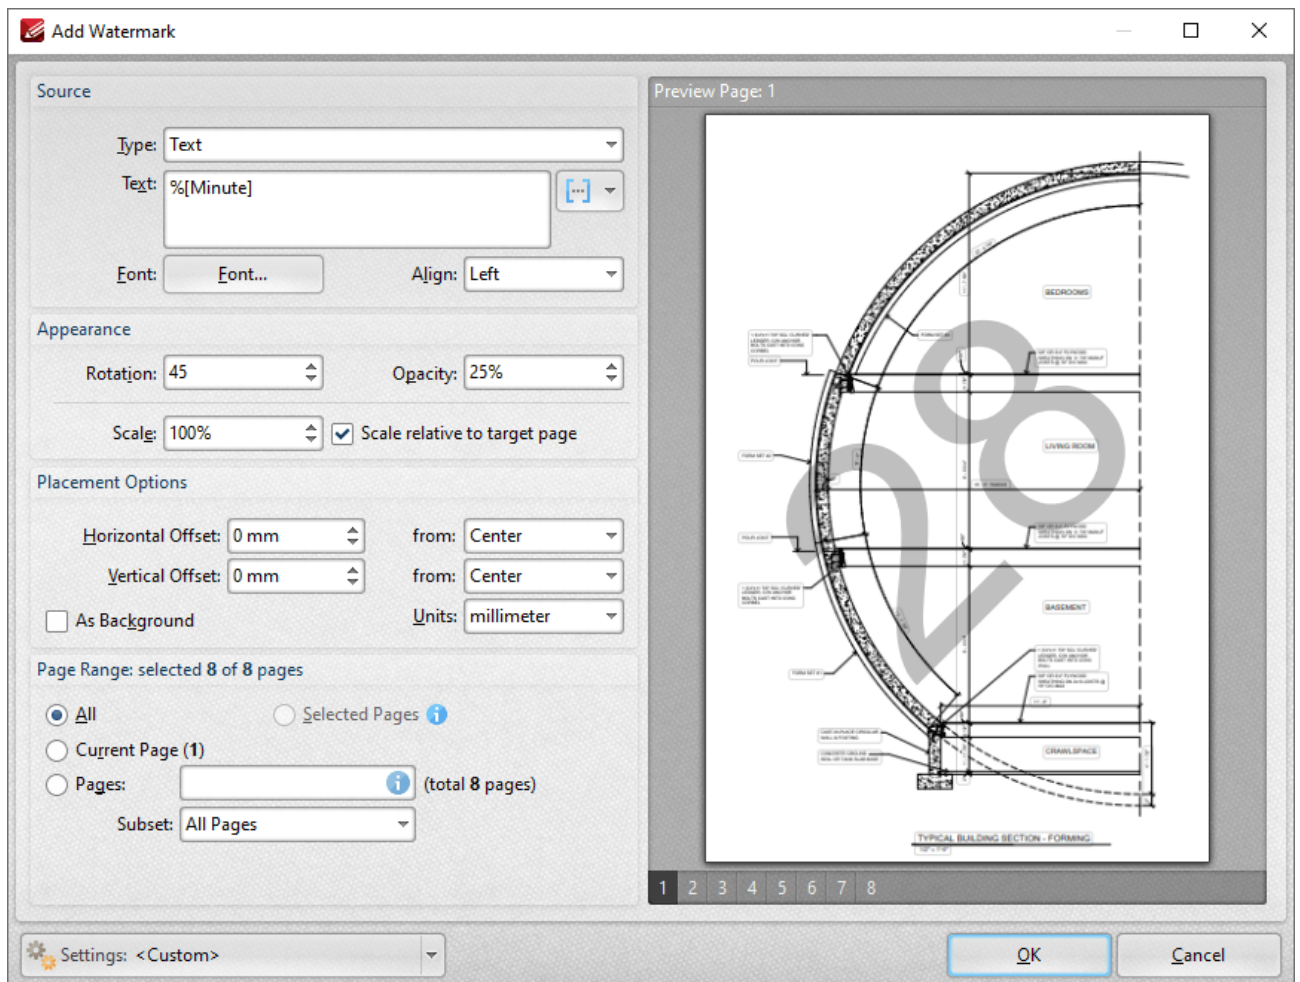 Add Watermark
Source
Type: Text
Text: %[Minute]
Font: Font... Align: Left
Appearance
Rotation: 45 Opacity: 25%
Scale: 100% Scale relative to target page
Placement Options
Horizontal Offset: 0 mm from: Center
Vertical Offset: 0 mm from: Center
As Background Units: millimeter
Page Range: selected 8 of 8 pages
All Selected Pages
Current Page (1)
Pages: (total 8 pages)
Subset: All Pages
Preview Page: 1
BEDROOMS
LIVING ROOM
28
BASEMENT
CRAWLSPACE
TYPICAL BUILDING SECTION - FORMING
1 2 3 4 5 6 7 8
Settings: <Custom>
OK Cancel